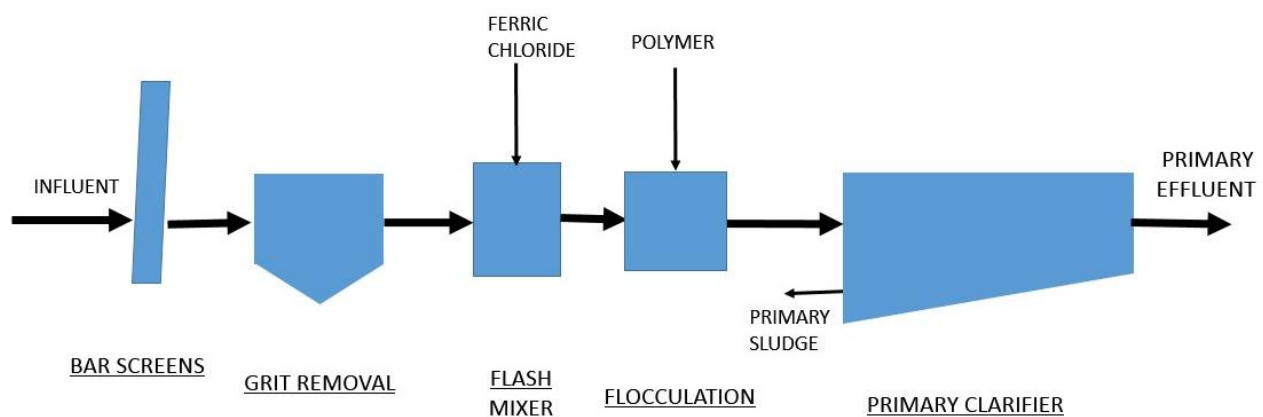 FERRIC
CHLORIDE
POLYMER
INFLUENT
PRIMARY
EFFLUENT
PRIMARY
SLUDGE
BAR SCREENS
GRIT REMOVAL
FLASH
MIXER
FLOCCULATION
PRIMARY CLARIFIER